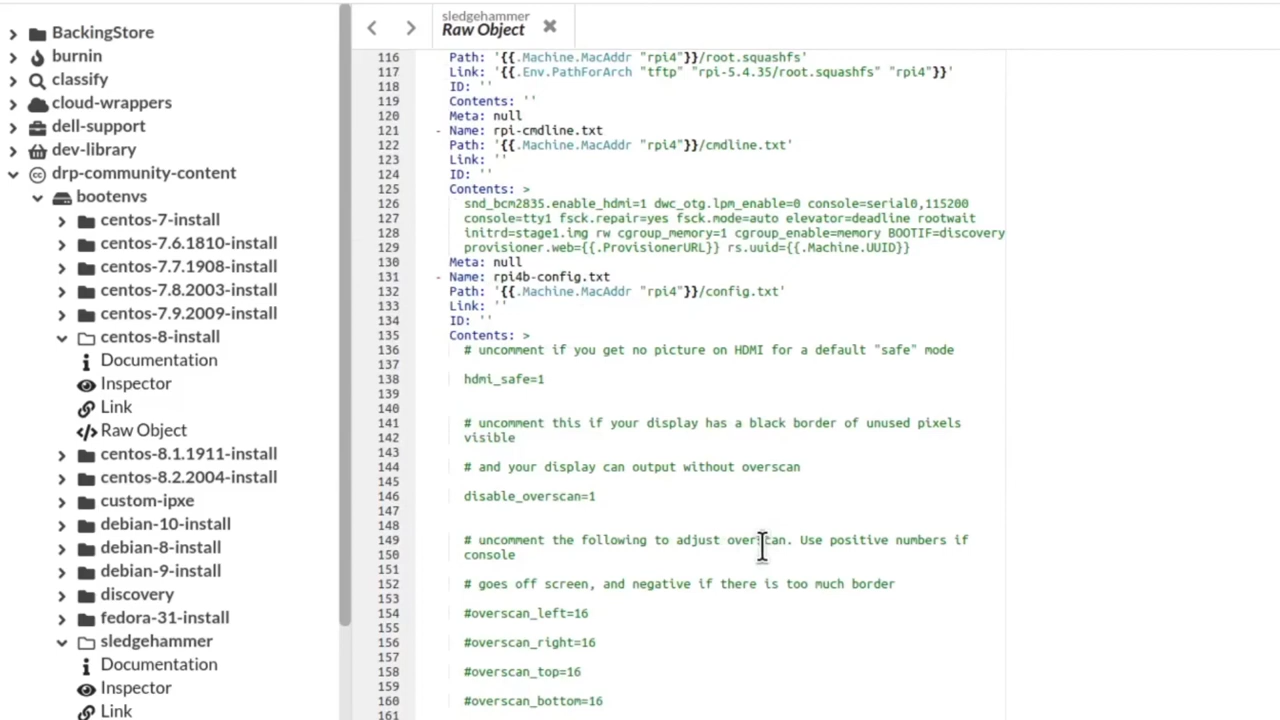 BackingStore
burnin
classify
cloud-wrappers
dell-support
dev-library
drp-community-content
bootenvs
centos-7-install
centos-7.6.1810-install
centos-7.7.1908-install
centos-7.8.2003-install
centos-7.9.2009-install
centos-8-install
Documentation
Inspector
Link
Raw Object
centos-8.1.1911-install
centos-8.2.2004-install
custom-ipxe
debian-10-install
debian-8-install
debian-9-install
discovery
fedora-31-install
sledgehammer
Documentation
Inspector
Link
sledgehammer
Raw Object
116 Path: '{{.Machine.MacAddr "rpi4"}}/root.squashfs'
117 Link: '{{.Env.PathForArch "tftp" "rpi-5.4.35/root.squashfs" "rpi4"}}'
118 ID: ''
119 Contents: ''
120 Meta: null
121 - Name: rpi-cmdline.txt
122 Path: '{{.Machine.MacAddr "rpi4"}}/cmdline.txt'
123 Link: ''
124 ID: ''
125 Contents: >
126 snd_bcm2835.enable_hdmi=1 dwc_otg.lpm_enable=0 console=serial0,115200
127 console=tty1 fsck.repair=yes fsck.mode=auto elevator=deadline rootwait
128 initrd=stage1.img rw cgroup_memory=1 cgroup_enable=memory BOOTIF=discovery
129 provisioner.web={{.ProvisionerURL}} rs.uuid={{.Machine.UUID}}
130 Meta: null
131 - Name: rpi4b-config.txt
132 Path: '{{.Machine.MacAddr "rpi4"}}/config.txt'
133 Link: ''
134 ID: ''
135 Contents: >
136 # uncomment if you get no picture on HDMI for a default "safe" mode
137
138 hdmi_safe=1
139
140
141 # uncomment this if your display has a black border of unused pixels
142 visible
143
144 # and your display can output without overscan
145
146 disable_overscan=1
147
148
149 # uncomment the following to adjust overscan. Use positive numbers if
150 console
151
152 # goes off screen, and negative if there is too much border
153
154 #overscan_left=16
155
156 #overscan_right=16
157
158 #overscan_top=16
159
160 #overscan_bottom=16
161